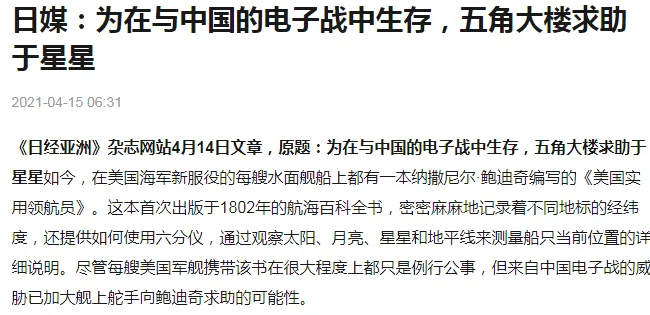 日媒：为在与中国的电子战中生存，五角大楼求助
于星星
2021-04-15 06:31
《日经亚洲》杂志网站4月14日文章，原题：为在与中国的电子战中生存，五角大楼求助于
星星如今，在美国海军新服役的每艘水面舰船上都有一本纳撒尼尔·鲍迪奇编写的《美国实
用领航员》。这本首次出版于1802年的航海百科全书，密密麻麻地记录着不同地标的经纬
度，还提供如何使用六分仪，通过观察太阳、月亮、星星和地平线来测量船只当前位置的详
细说明。尽管每艘美国军舰携带该书在很大程度上都只是例行公事，但来自中国电子战的威
胁已加大舰上舵手向鲍迪奇求助的可能性。